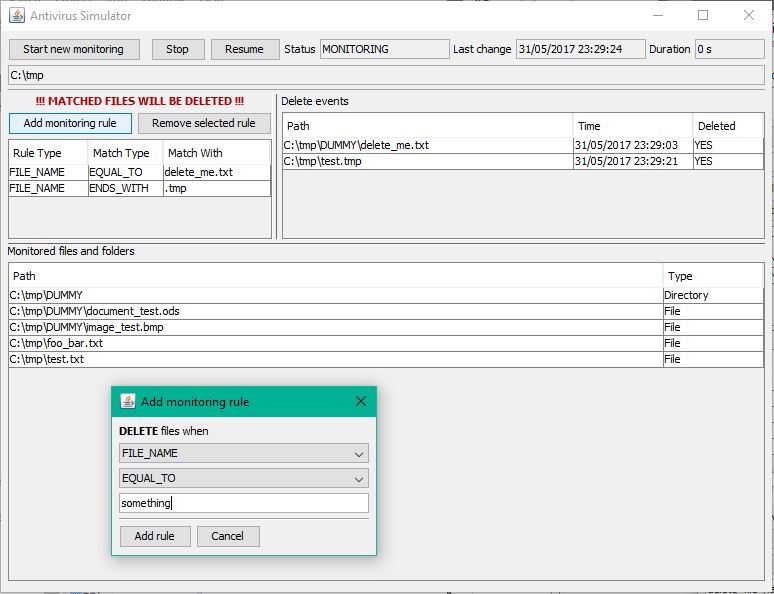 Antivirus Simulator
Start new monitoring Stop Resume Status MONITORING Last change 31/05/2017 23:29:24 Duration 0 s
C:\tmp
!!! MATCHED FILES WILL BE DELETED !!!
Add monitoring rule Remove selected rule
Rule Type Match Type Match With
FILE_NAME EQUAL_TO delete_me.txt
FILE_NAME ENDS_WITH .tmp
Delete events
Path Time Deleted
C:\tmp\DUMMY\delete_me.txt 31/05/2017 23:29:03 YES
C:\tmp\test.tmp 31/05/2017 23:29:21 YES
Monitored files and folders
Path Type
C:\tmp\DUMMY Directory
C:\tmp\DUMMY\document_test.ods File
C:\tmp\DUMMY\image_test.bmp File
C:\tmp\foo_bar.txt File
C:\tmp\test.txt File
Add monitoring rule
DELETE files when
FILE_NAME
EQUAL_TO
something
Add rule Cancel